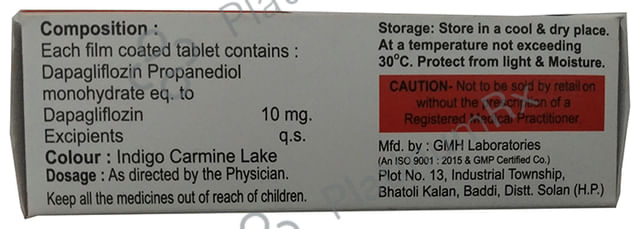 Composition :
Each film coated tablet contains :
Dapagliflozin Propanediol
monohydrate eq. to
Dapagliflozin 10 mg.
Excipients q.s.
Colour : Indigo Carmine Lake
Dosage : As directed by the Physician.
Keep all the medicines out of reach of children.
Storage: Store in a cool & dry place.
At a temperature not exceeding
30°C. Protect from light & Moisture.
CAUTION- Not to be sold by retail on
without the prescription of a
Registered Medical Practitioner.
Mfd. by : GMH Laboratories
(An ISO 9001 : 2015 & GMP Certified Co.)
Plot No. 13, Industrial Township,
Bhatoli Kalan, Baddi, Distt. Solan (H.P.)